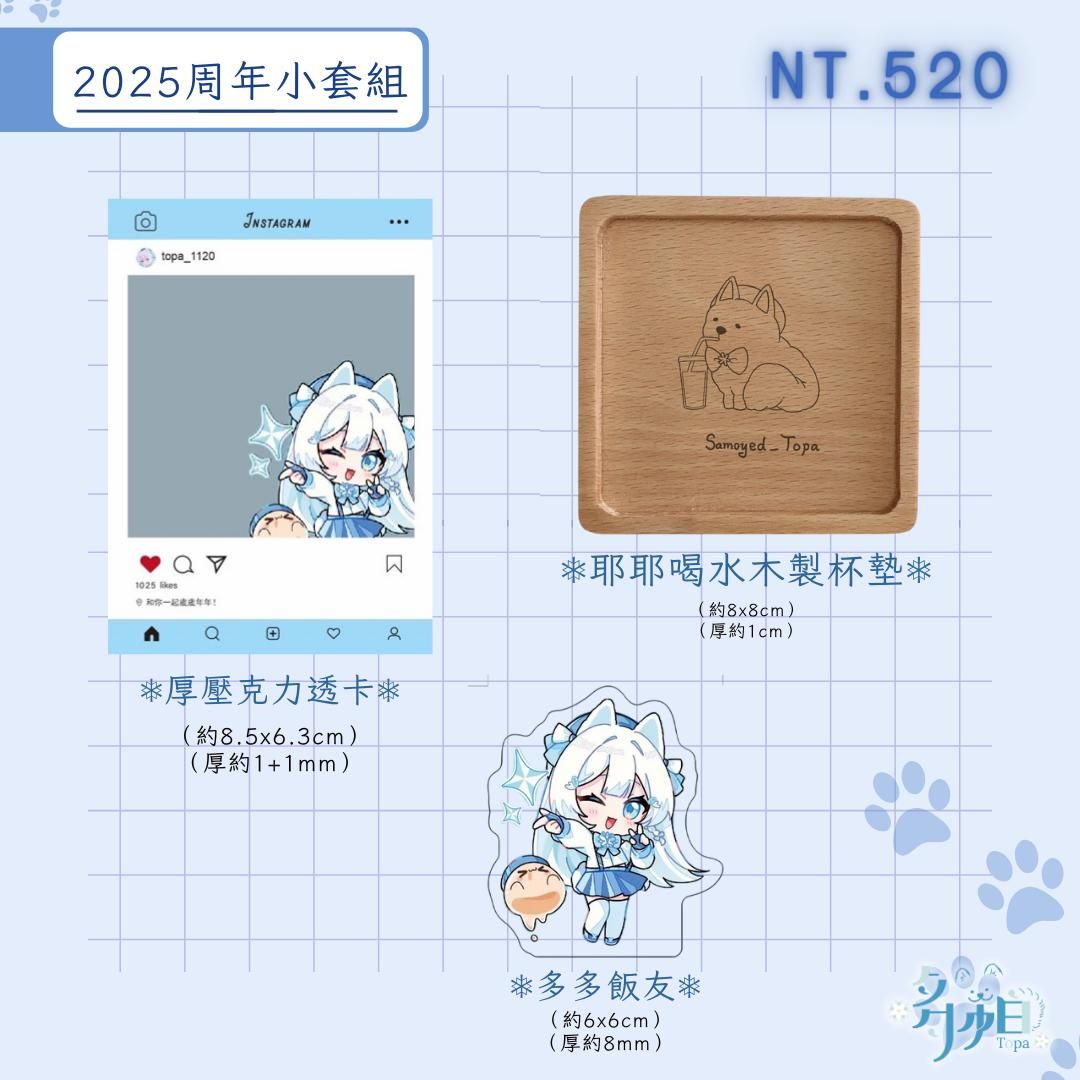 2025周年小套組
NT.520
INSTAGRAM
topa_1120
1025 likes
和你一起歲歲年年!
Samoyed_Topa
❄耶耶喝水木製杯墊❄
(約8x8cm)
(厚約1cm)
❄厚壓克力透卡❄
(約8.5x6.3cm)
(厚約1+1mm)
❄多多飯友❄
(約6x6cm)
(厚約8mm)
Topa